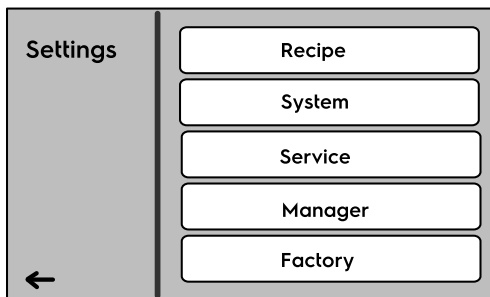 Settings
Recipe
System
Service
Manager
Factory